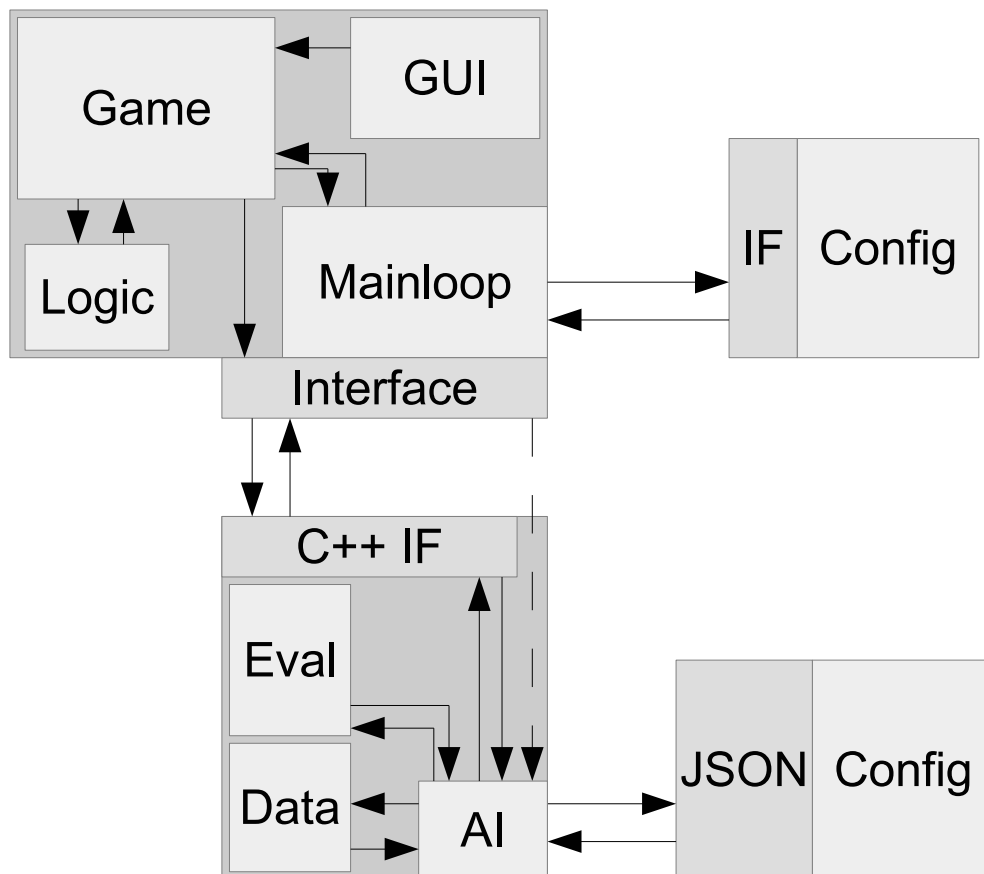 Game
GUI
Logic
Mainloop
IF
Config
Interface
C++ IF
Eval
Data
AI
JSON
Config